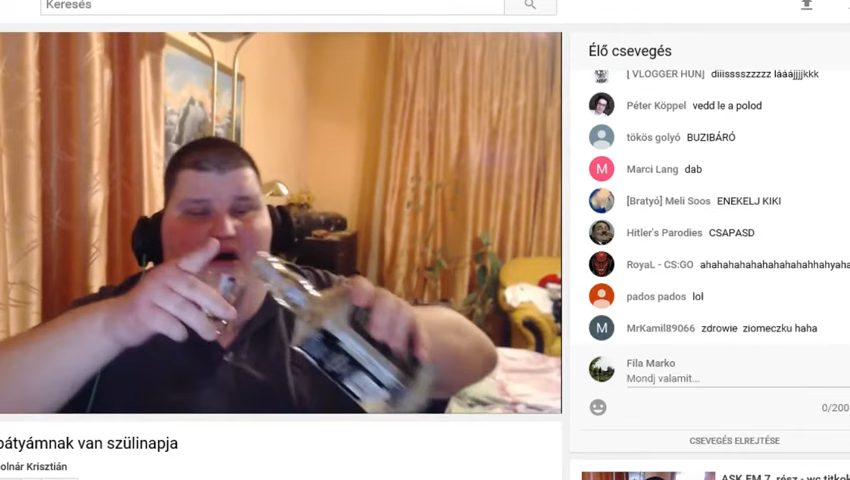 Keresés
Élő csevegés
[ VLOGGER HUN] diiisssszzzzz lááájjjjkkk
Péter Köppel vedd le a polod
tökös golyó BUZIBÁRÓ
M Marci Lang dab
[Bratyó] Meli Soos ENEKELJ KIKI
Hitler's Parodies CSAPASD
RoyaL - CS:GO ahahahahahahahahahhahyaha
pados pados lol
M MrKamil89066 zdrowie ziomeczku haha
Fila Marko
Mondj valamit...
0/200
CSEVEGÉS ELREJTÉSE
bátyámnak van szülinapja
olnár Krisztián
ASK.FM 7. rész - wc titkok